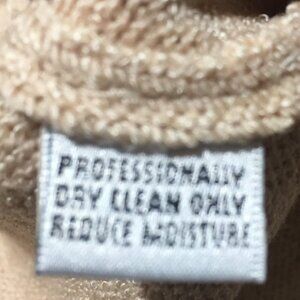 PROFESSIONALLY
DRY CLEAN ONLY
REDUCE MOISTURE